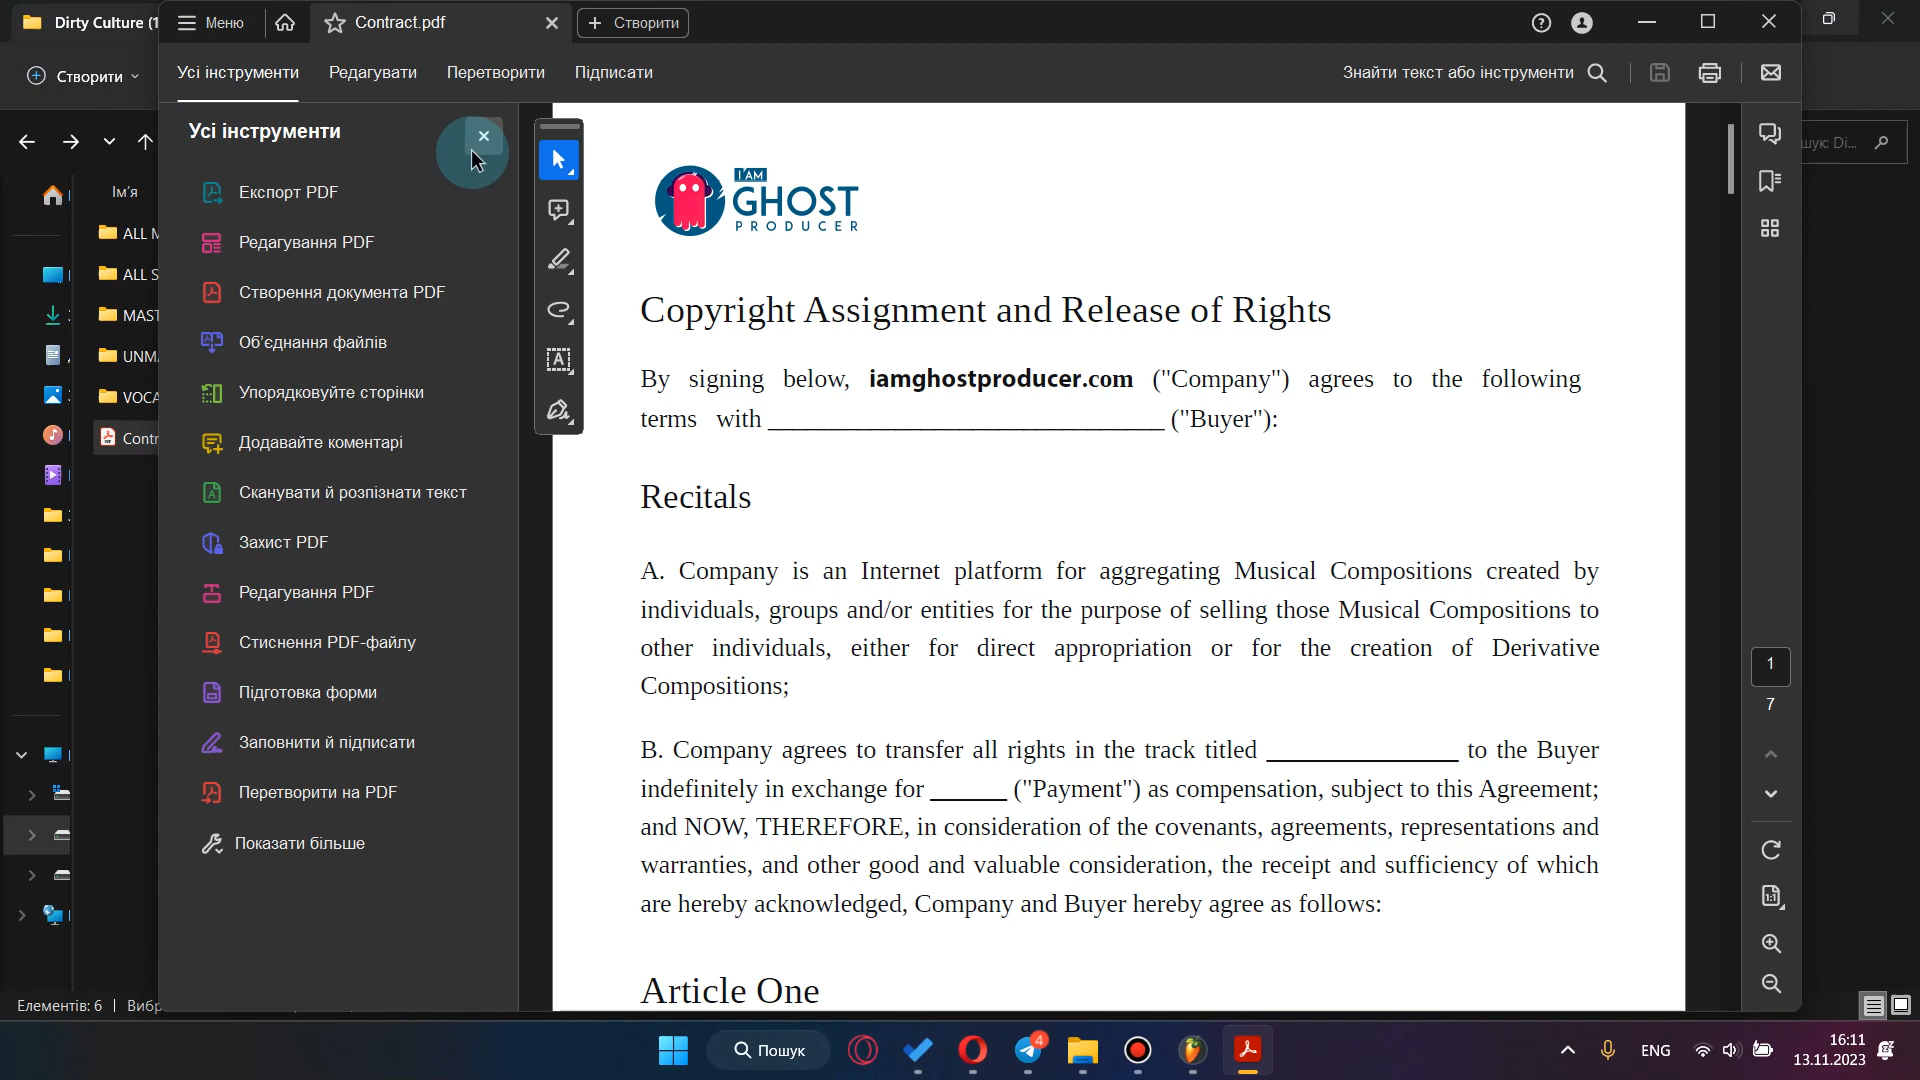 Dirty Culture (1
Меню
Contract.pdf
Створити
Створити
Усі інструменти
Редагувати
Перетворити
Підписати
Знайти текст або інструменти
Усі інструменти
Експорт PDF
Редагування PDF
Створення документа PDF
Об'єднання файлів
Упорядковуйте сторінки
Додавайте коментарі
Сканувати й розпізнати текст
Захист PDF
Редагування PDF
Стиснення PDF-файлу
Підготовка форми
Заповнити й підписати
Перетворити на PDF
Показати більше
Ім'я
ALL M
ALL S
MAST
UNMA
VOCA
Contr
Елементів: 6
Вибр
шук: Di...
I'AM
GHOST
PRODUCER
Copyright Assignment and Release of Rights
By signing below, iamghostproducer.com ("Company") agrees to the following
terms with _______________________________ ("Buyer"):
Recitals
A. Company is an Internet platform for aggregating Musical Compositions created by
individuals, groups and/or entities for the purpose of selling those Musical Compositions to
other individuals, either for direct appropriation or for the creation of Derivative
Compositions;
B. Company agrees to transfer all rights in the track titled _______________ to the Buyer
indefinitely in exchange for ______ ("Payment") as compensation, subject to this Agreement;
and NOW, THEREFORE, in consideration of the covenants, agreements, representations and
warranties, and other good and valuable consideration, the receipt and sufficiency of which
are hereby acknowledged, Company and Buyer hereby agree as follows:
Article One
1
7
Пошук
4
ENG
16:11
13.11.2023